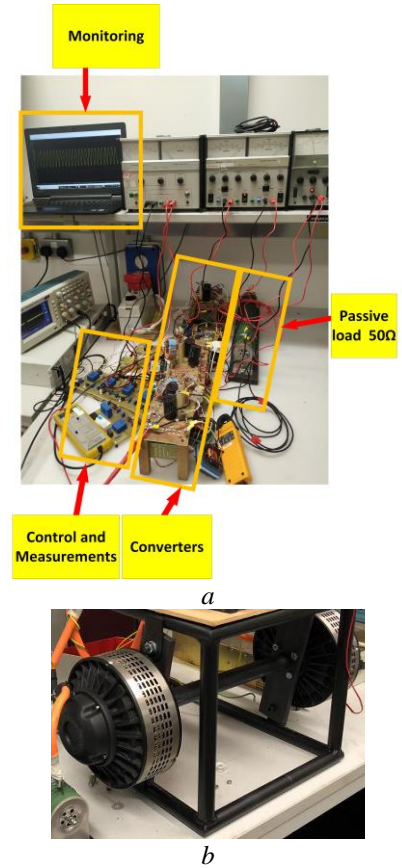 Monitoring
Passive
load 50Ω
Control and
Measurements
Converters
a
b